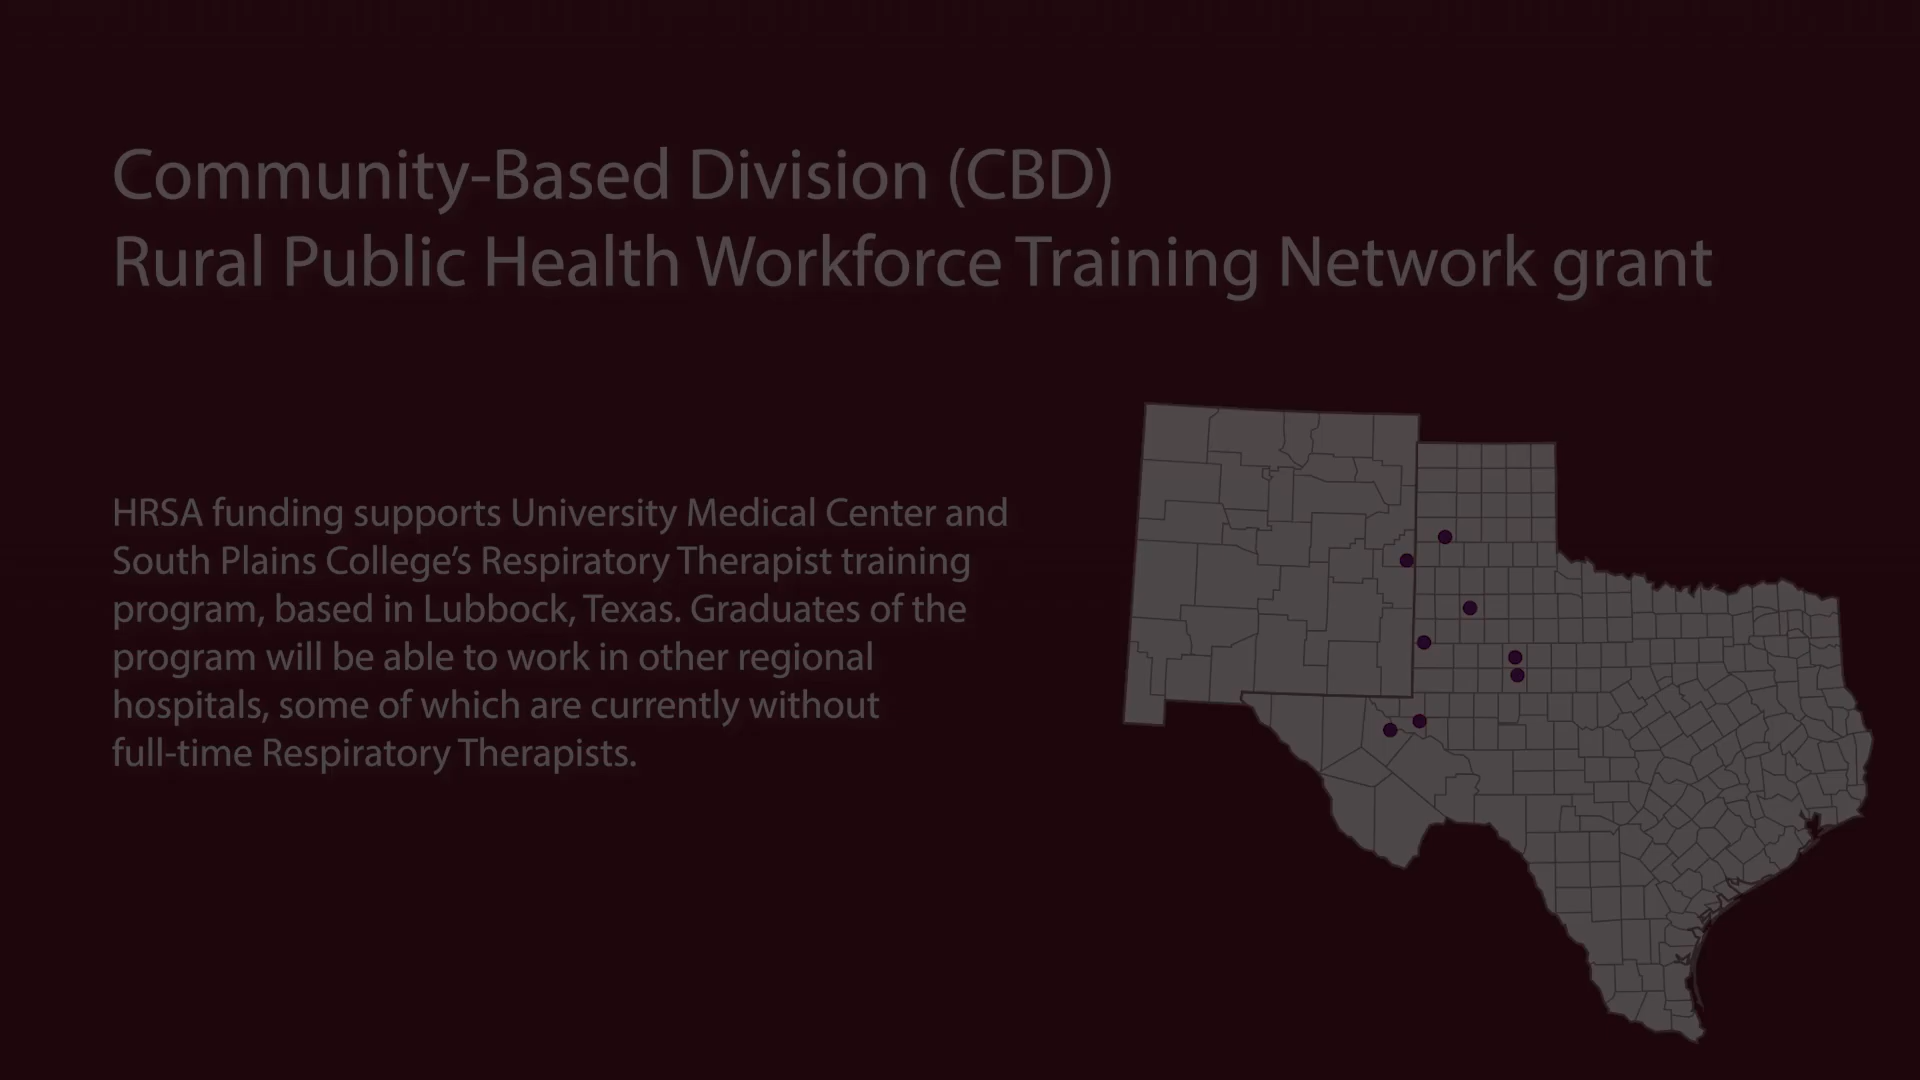 Community-Based Division (CBD)
Rural Public Health Workforce Training Network grant
HRSA funding supports University Medical Center and
South Plains College’s Respiratory Therapist training
program, based in Lubbock, Texas. Graduates of the
program will be able to work in other regional
hospitals, some of which are currently without
full-time Respiratory Therapists.